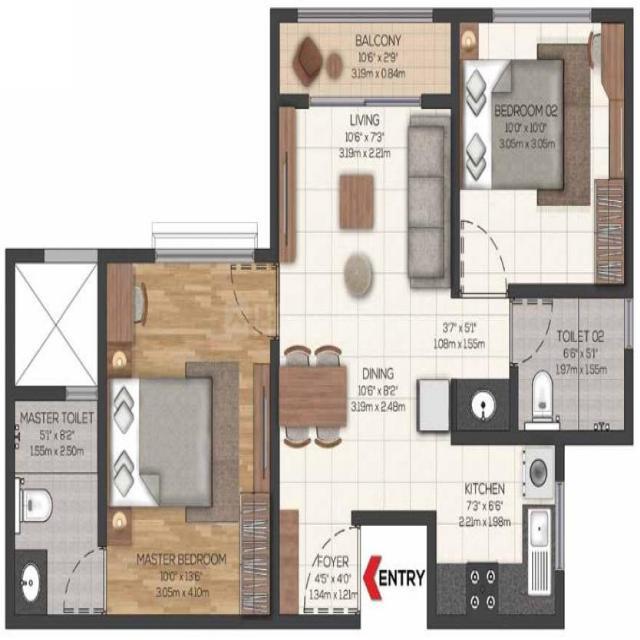 BALCONY
10'6" x 2'9"
3.19m x 0.84m
LIVING
10'6" x 7'3"
3.19m x 2.21m
BEDROOM 02
10'0" x 10'0"
3.05m x 3.05m
3'7" x 5'1"
1.08m x 1.55m
TOILET 02
6'6" x 5'1"
1.97m x 1.55m
DINING
10'6" x 8'2"
3.19m x 2.48m
MASTER TOILET
5'1" x 8'2"
1.55m x 2.50m
KITCHEN
7'3" x 6'6"
2.21m x 1.98m
MASTER BEDROOM
10'0" x 13'6"
3.05m x 4.10m
FOYER
4'5" x 4'0"
1.34m x 1.21m
ENTRY